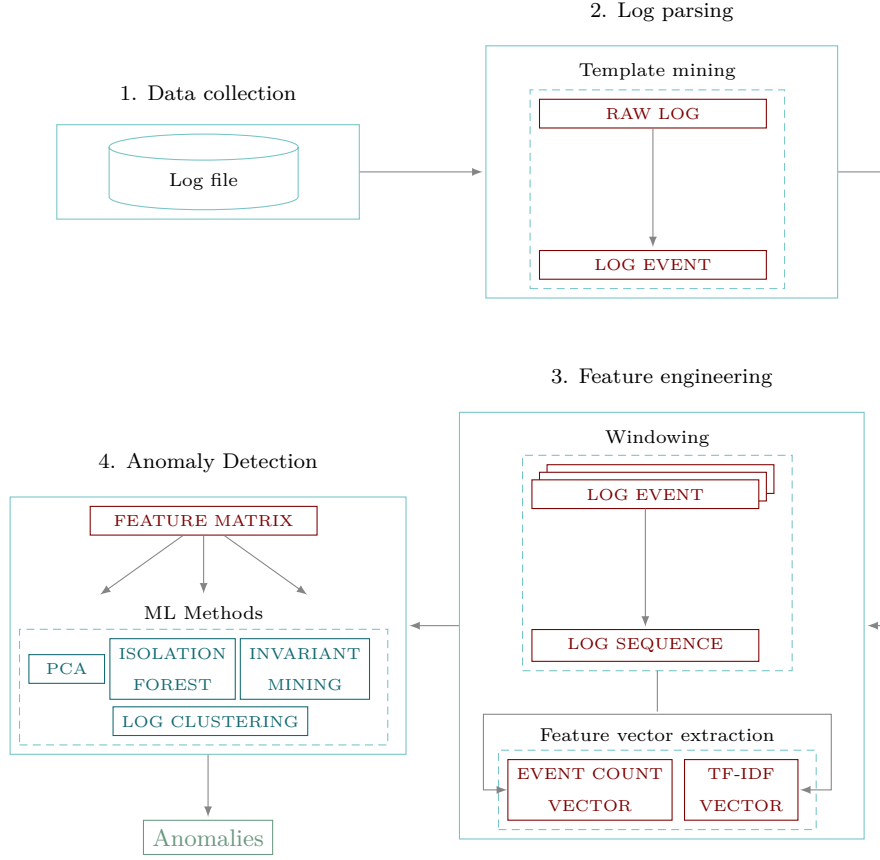 1. Data collection
Log file
2. Log parsing
Template mining
RAW LOG
LOG EVENT
3. Feature engineering
Windowing
LOG EVENT
LOG SEQUENCE
Feature vector extraction
EVENT COUNT
VECTOR
TF-IDF
VECTOR
4. Anomaly Detection
FEATURE MATRIX
ML Methods
PCA
ISOLATION
FOREST
INVARIANT
MINING
LOG CLUSTERING
Anomalies